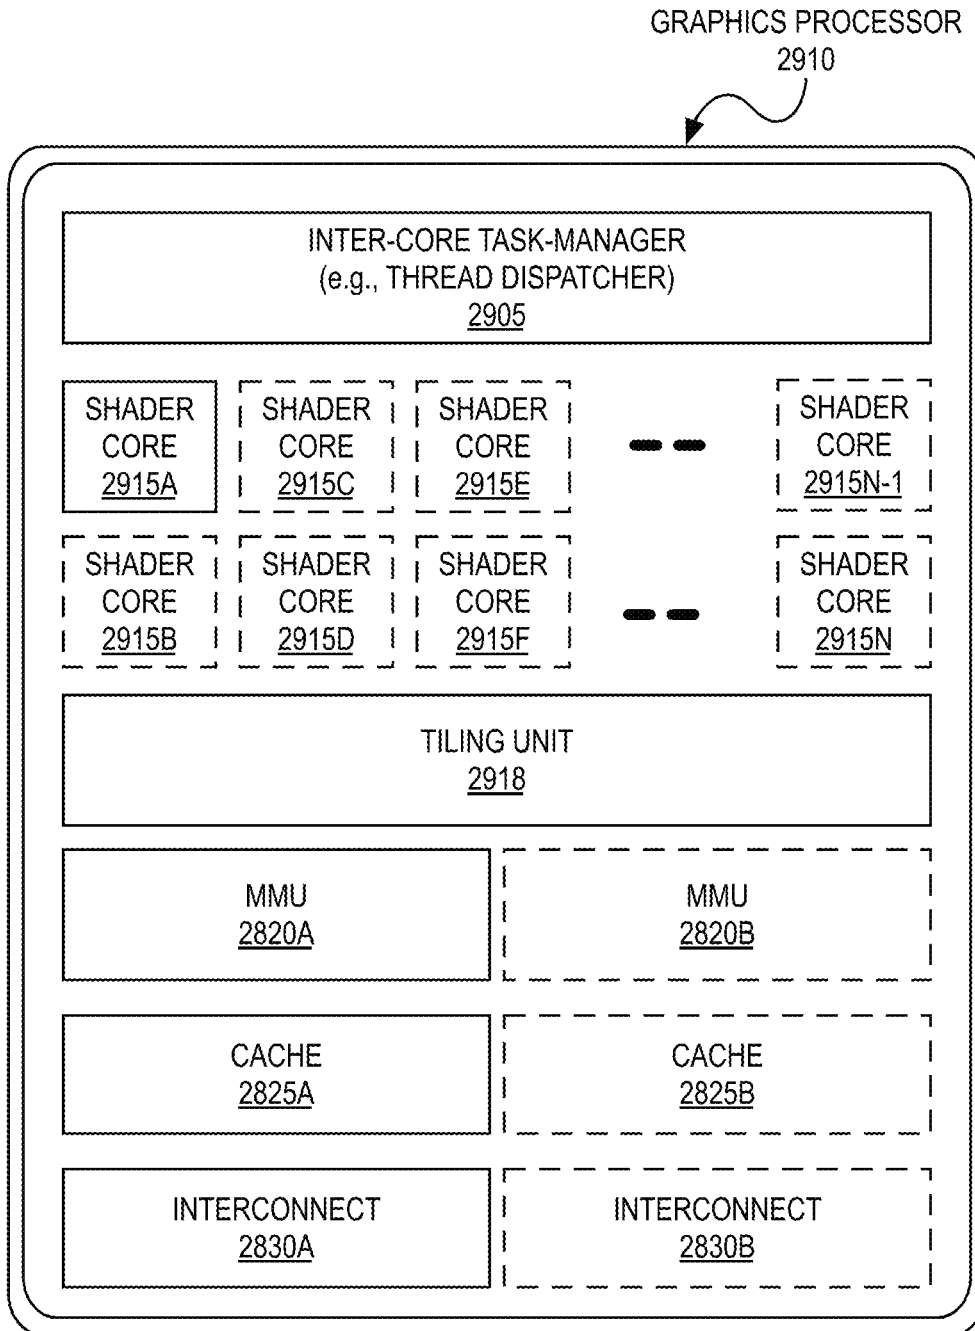 GRAPHICS PROCESSOR
2910
INTER-CORE TASK-MANAGER
(e.g., THREAD DISPATCHER)
2905
SHADER
CORE
2915A
SHADER
CORE
2915C
SHADER
CORE
2915E
SHADER
CORE
2915N-1
SHADER
CORE
2915B
SHADER
CORE
2915D
SHADER
CORE
2915F
SHADER
CORE
2915N
TILING UNIT
2918
MMU
2820A
MMU
2820B
CACHE
2825A
CACHE
2825B
INTERCONNECT
2830A
INTERCONNECT
2830B